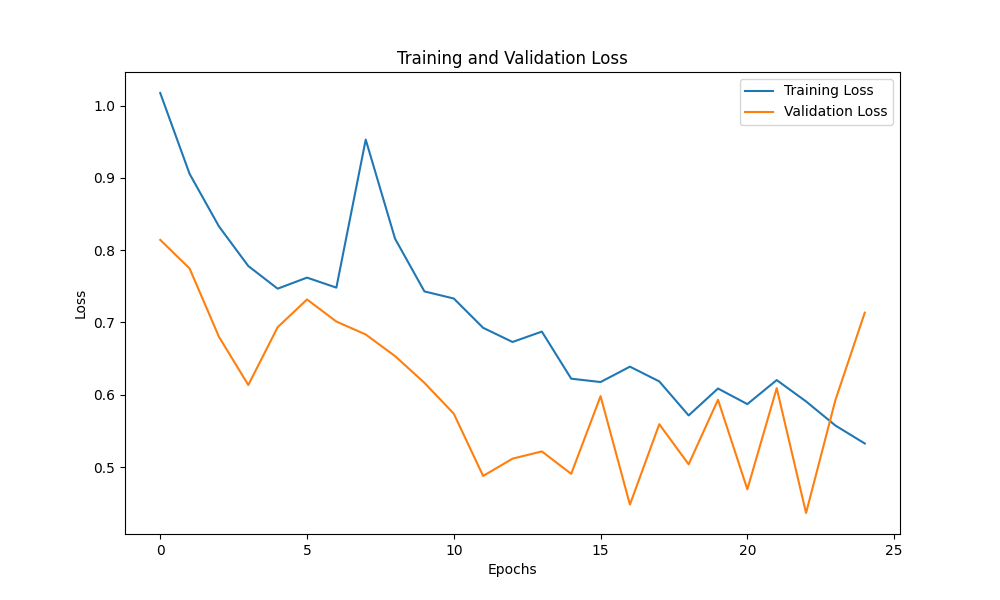 Training and Validation Loss
Training Loss
Validation Loss
1.0
0.9
0.8
0.7
0.6
0.5
Loss
0 5 10 15 20 25
Epochs